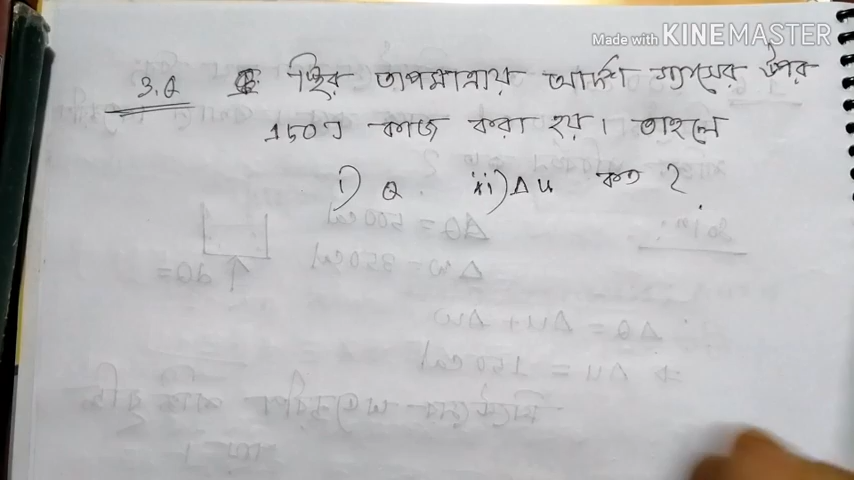 Made with KINEMASTER
3.Q স্থির তাপমাত্রায় আদর্শ গ্যাসের উপর
150J কাজ করা হয়। তাহলে
i) Q ii) Δu কত ?